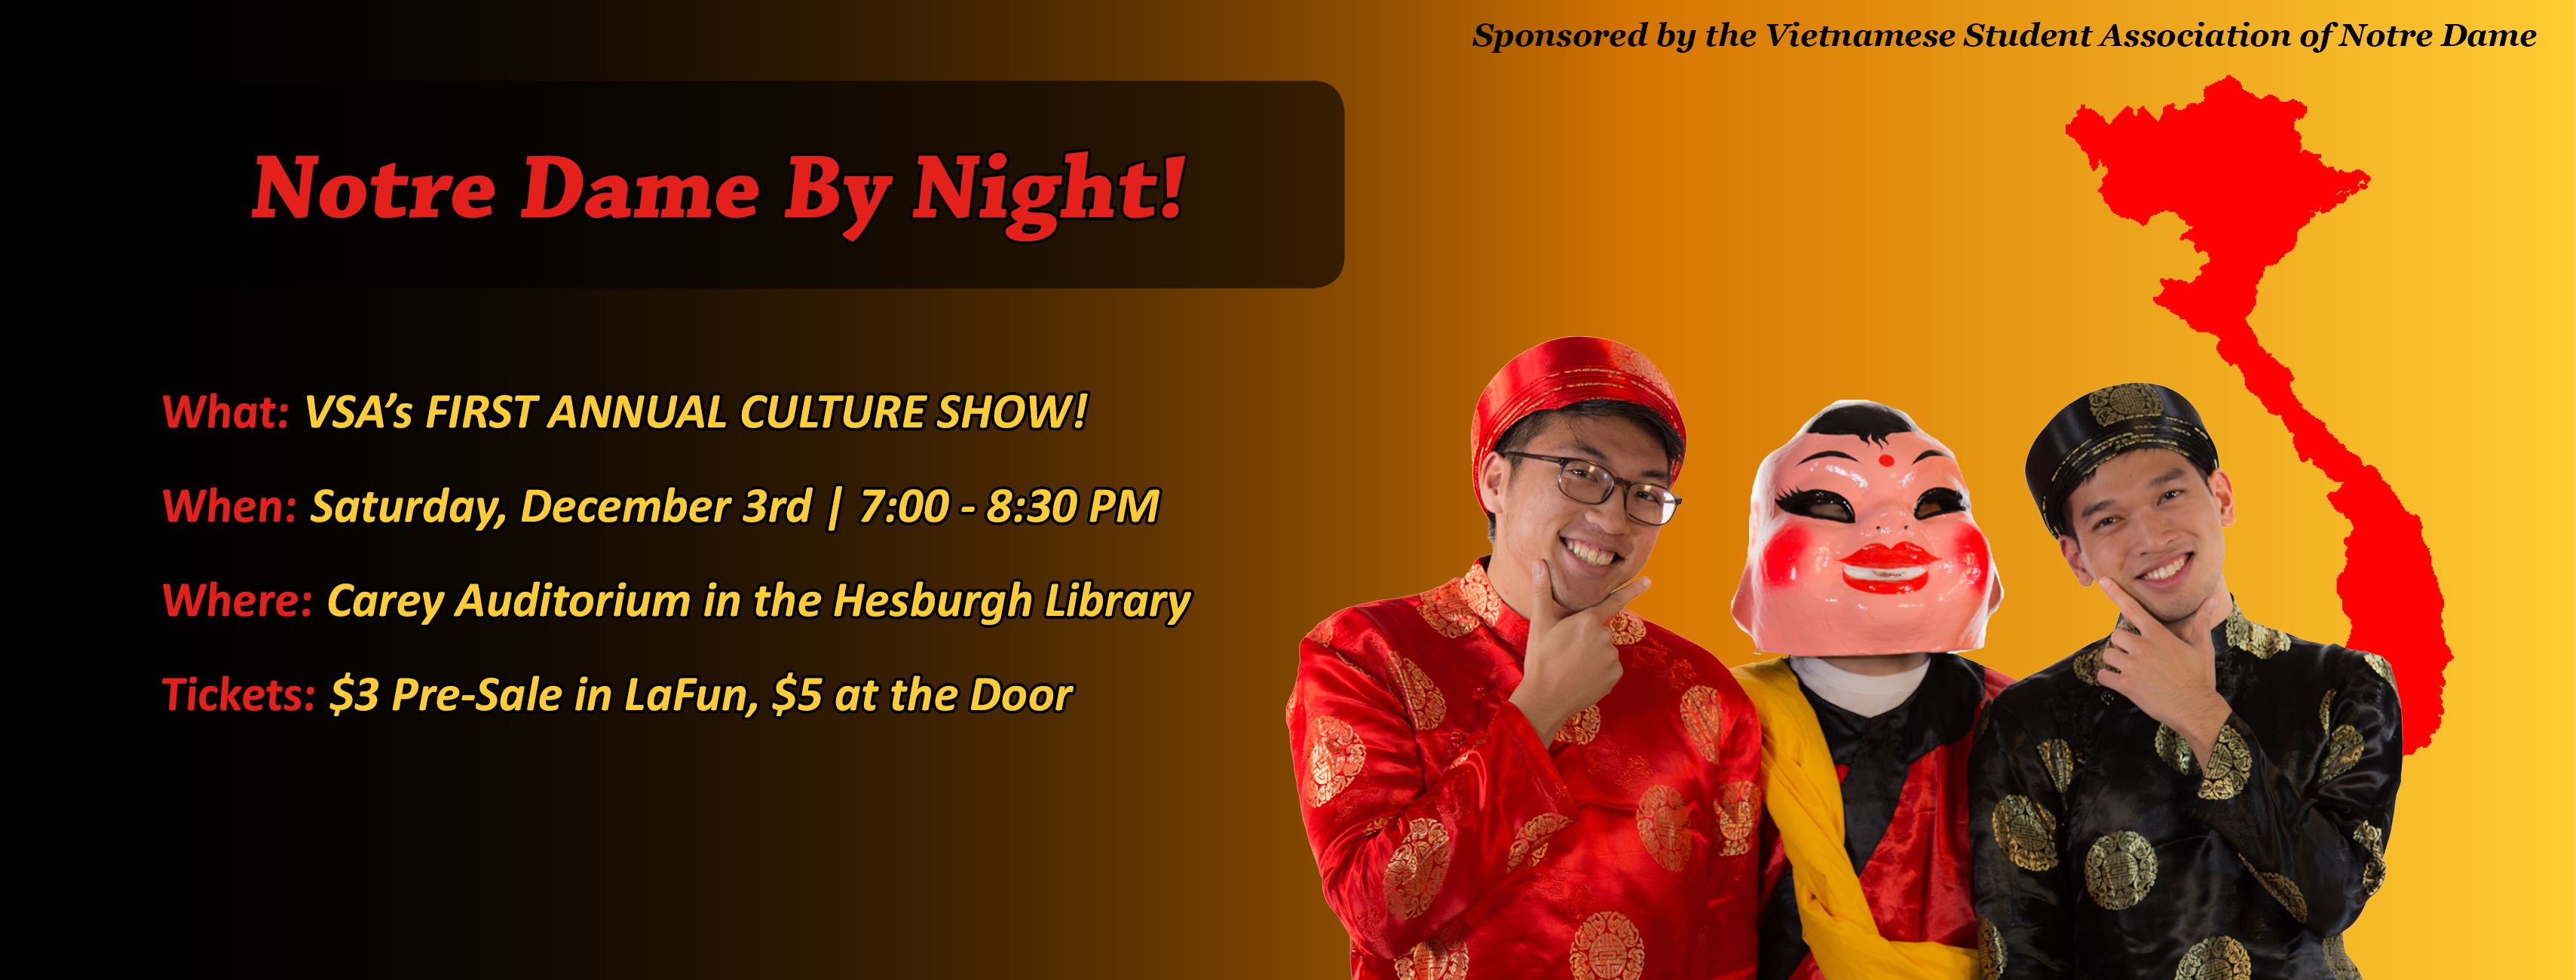 Sponsored by the Vietnamese Student Association of Notre Dame
Notre Dame By Night!
What: VSA’s FIRST ANNUAL CULTURE SHOW!
When: Saturday, December 3rd | 7:00 - 8:30 PM
Where: Carey Auditorium in the Hesburgh Library
Tickets: $3 Pre-Sale in LaFun, $5 at the Door